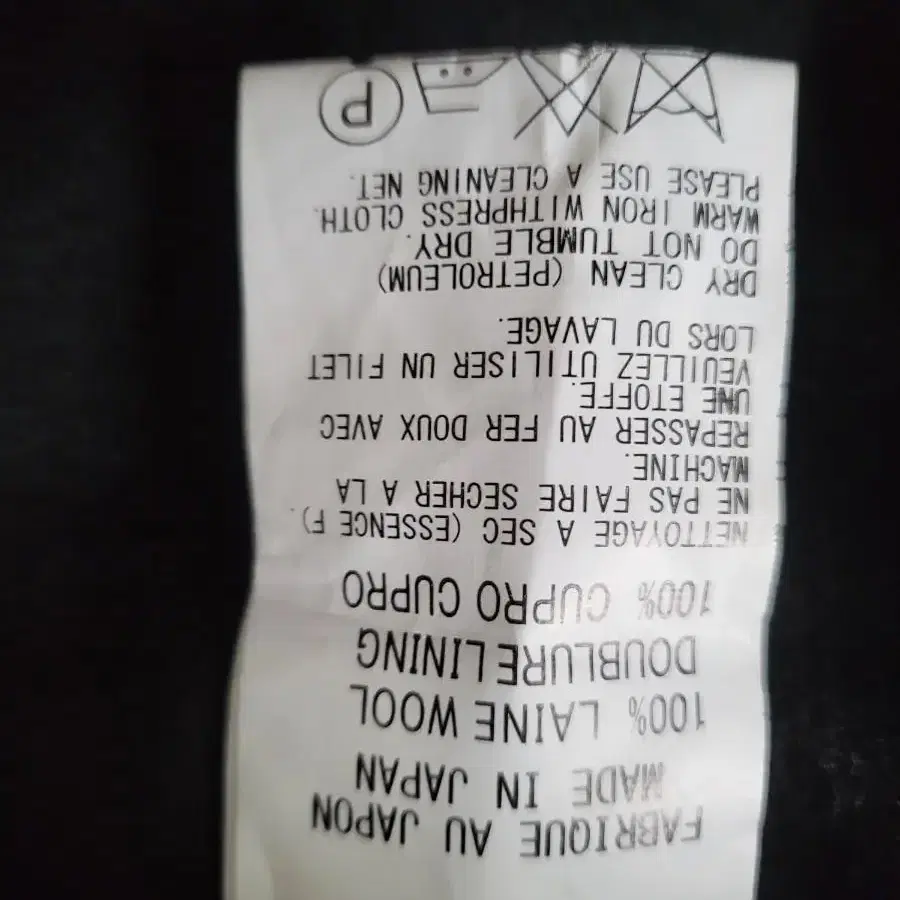 FABRIQUE AU JAPON
MADE IN JAPAN
100% LAINE WOOL
DOUBLURE LINING
100% CUPRO CUPRO
NETTOYAGE A SEC (ESSENCE F).
NE PAS FAIRE SECHER A LA
MACHINE.
REPASSER AU FER DOUX AVEC
UNE ETOFFE.
VEUILLEZ UTILISER UN FILET
LORS DU LAVAGE.
DRY CLEAN (PETROLEUM)
DO NOT TUMBLE DRY.
WARM IRON WITHPRESS CLOTH.
PLEASE USE A CLEANING NET.
P